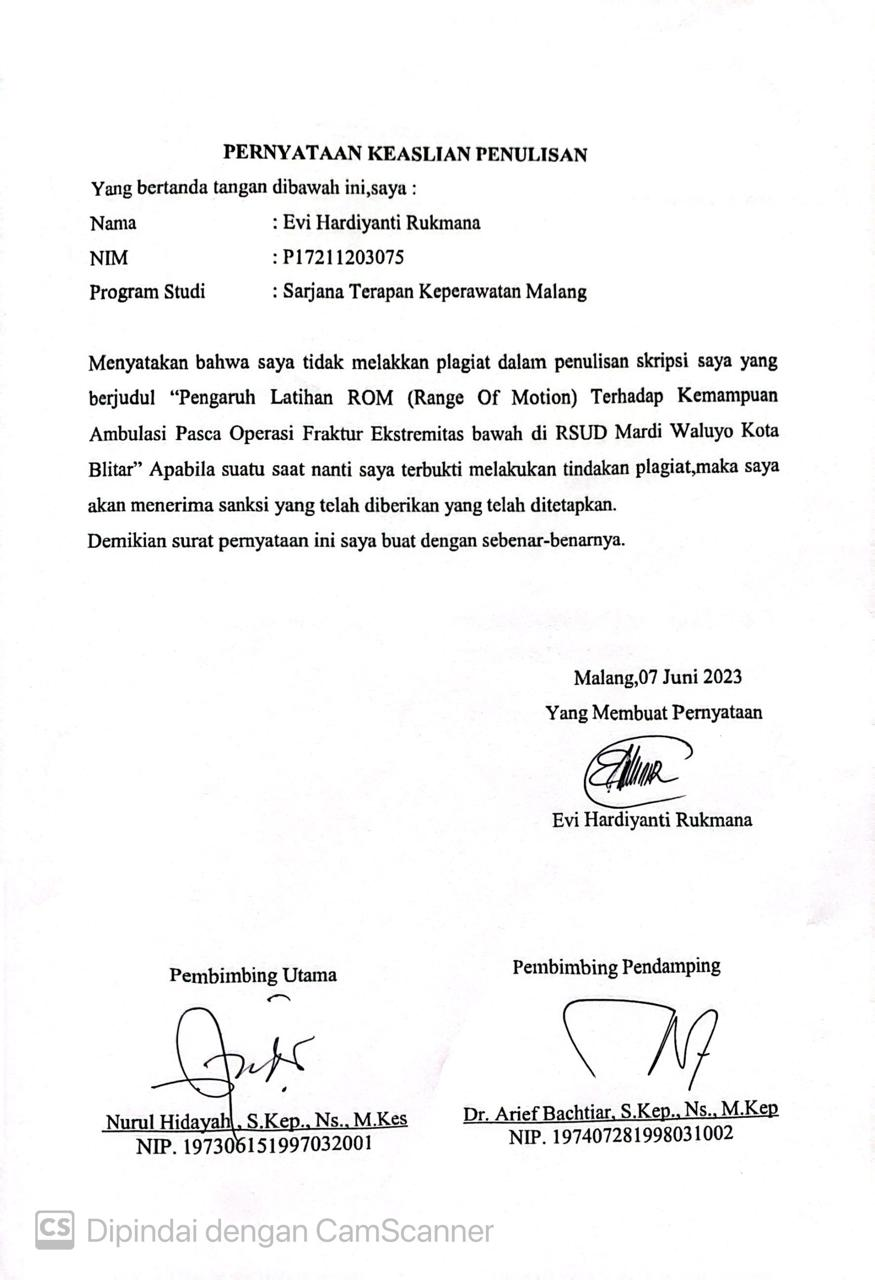 PERNYATAAN KEASLIAN PENULISAN
Yang bertanda tangan dibawah ini,saya :
Nama : Evi Hardiyanti Rukmana
NIM : P17211203075
Program Studi : Sarjana Terapan Keperawatan Malang
Menyatakan bahwa saya tidak melakkan plagiat dalam penulisan skripsi saya yang
berjudul “Pengaruh Latihan ROM (Range Of Motion) Terhadap Kemampuan
Ambulasi Pasca Operasi Fraktur Ekstremitas bawah di RSUD Mardi Waluyo Kota
Blitar” Apabila suatu saat nanti saya terbukti melakukan tindakan plagiat,maka saya
akan menerima sanksi yang telah diberikan yang telah ditetapkan.
Demikian surat pernyataan ini saya buat dengan sebenar-benarnya.
Malang,07 Juni 2023
Yang Membuat Pernyataan
Evi Hardiyanti Rukmana
Pembimbing Utama
Nurul Hidayah, S.Kep., Ns., M.Kes
NIP. 197306151997032001
Pembimbing Pendamping
Dr. Arief Bachtiar, S.Kep., Ns., M.Kep
NIP. 197407281998031002
CS Dipindai dengan CamScanner